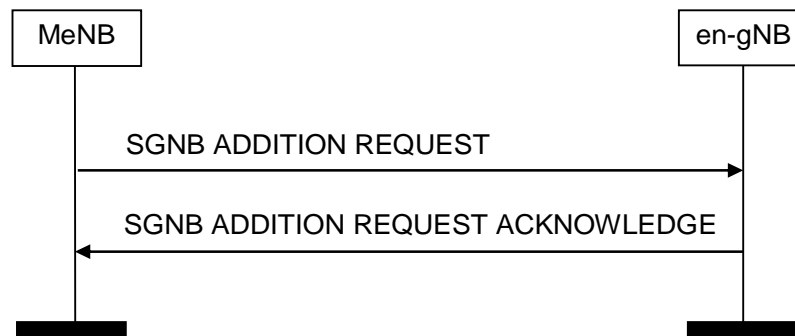 MeNB
en-gNB
SGNB ADDITION REQUEST
SGNB ADDITION REQUEST ACKNOWLEDGE